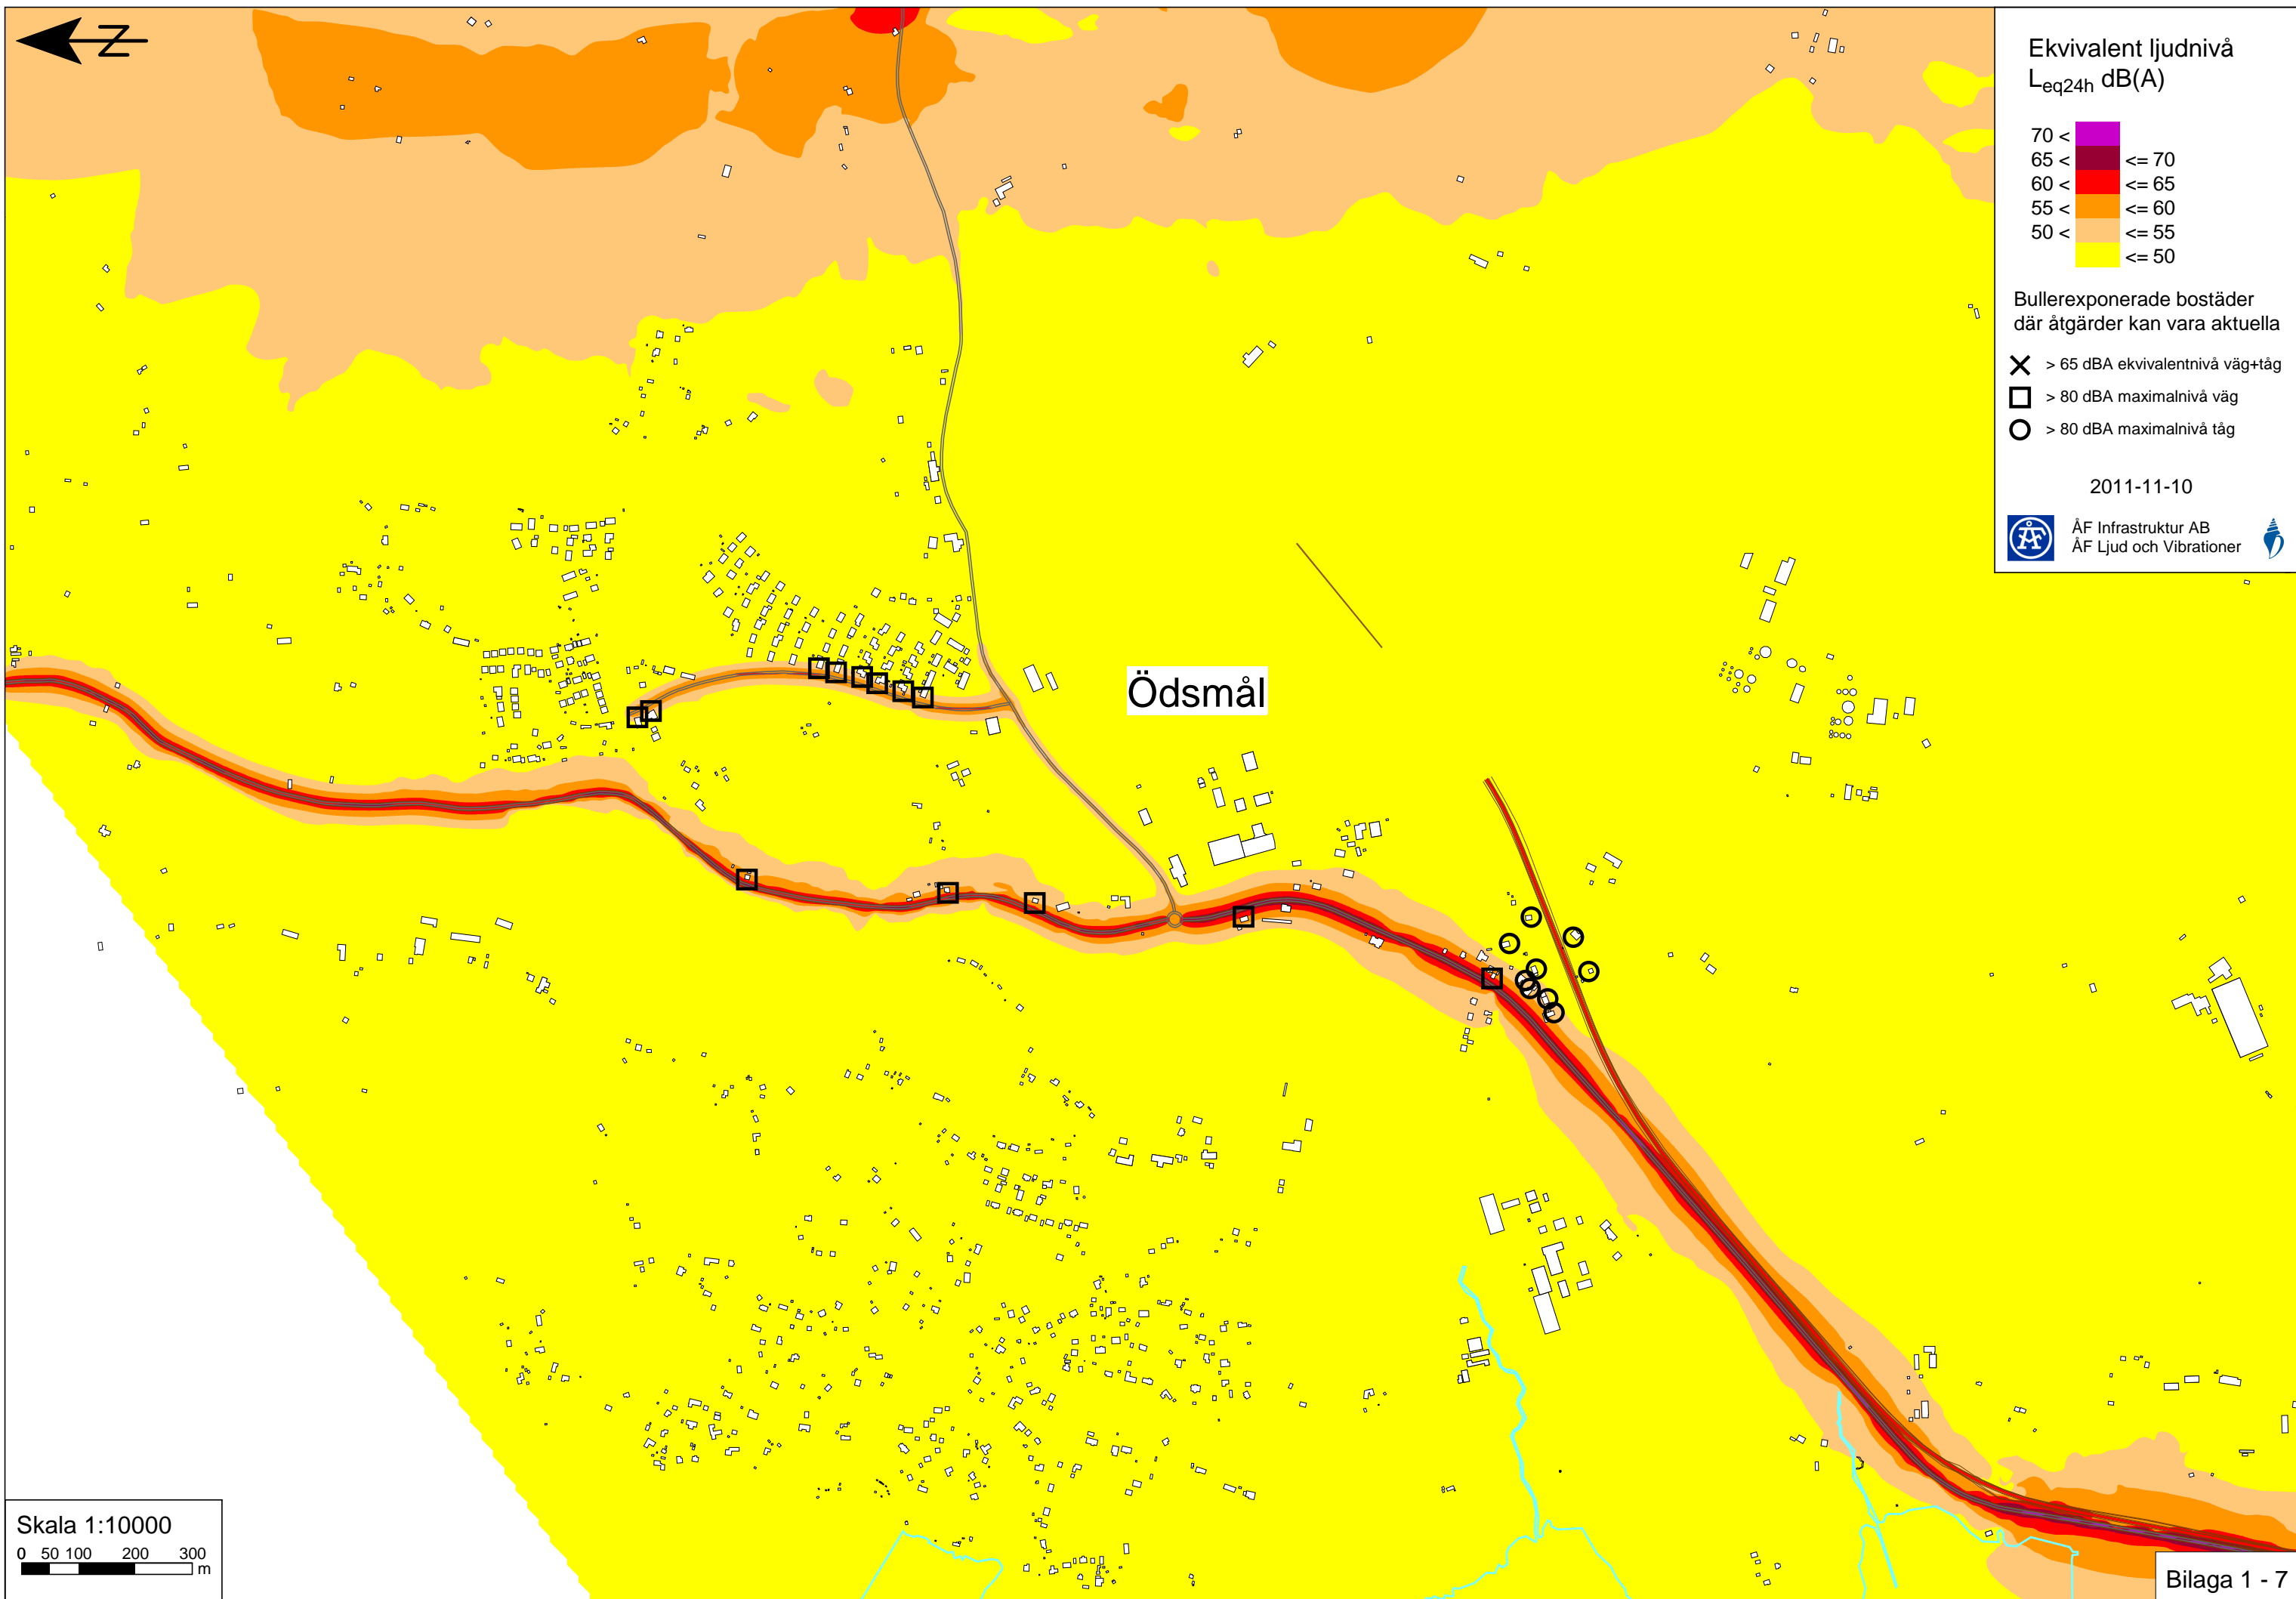 Z
Ekvivalent ljudnivå
Leq24h dB(A)
70 <
65 < <= 70
60 < <= 65
55 < <= 60
50 < <= 55
<= 50
Bullerexponerade bostäder
där åtgärder kan vara aktuella
> 65 dBA ekvivalentnivå väg+tåg
> 80 dBA maximalnivå väg
> 80 dBA maximalnivå tåg
2011-11-10
ÅF
ÅF Infrastruktur AB
ÅF Ljud och Vibrationer
Ödsmål
Skala 1:10000
0 50 100 200 300
m
Bilaga 1 - 7